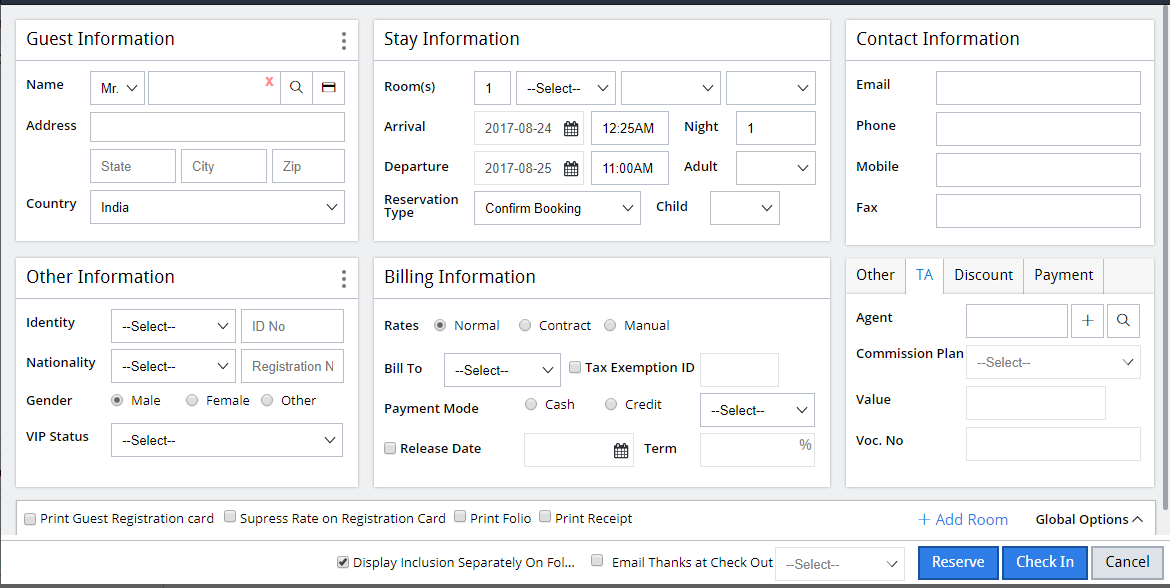 Guest Information
Name Mr. x
Address
State City Zip
Country India
Stay Information
Room(s) 1 --Select--
Arrival 2017-08-24 12:25AM Night 1
Departure 2017-08-25 11:00AM Adult
Reservation Type Confirm Booking Child
Contact Information
Email
Phone
Mobile
Fax
Other Information
Identity --Select-- ID No
Nationality --Select-- Registration N
Gender Male Female Other
VIP Status --Select--
Billing Information
Rates Normal Contract Manual
Bill To --Select-- Tax Exemption ID
Payment Mode Cash Credit --Select--
Release Date Term %
Other TA Discount Payment
Agent +
Commission Plan --Select--
Value
Voc. No
Print Guest Registration card Supress Rate on Registration Card Print Folio Print Receipt + Add Room Global Options
Display Inclusion Separately On Fol... Email Thanks at Check Out --Select-- Reserve Check In Cancel